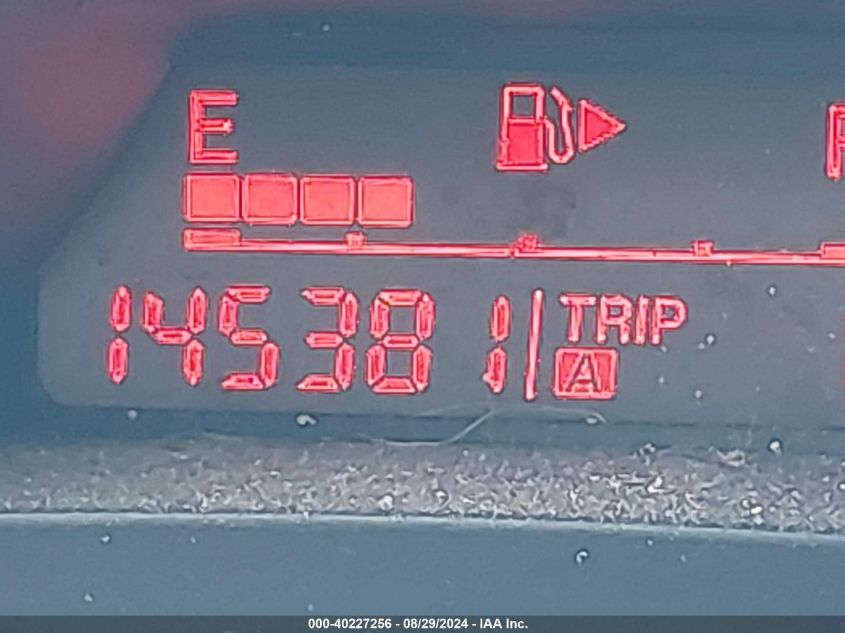 E
145381 TRIP
A
000-40227256 - 08/29/2024 - IAA Inc.